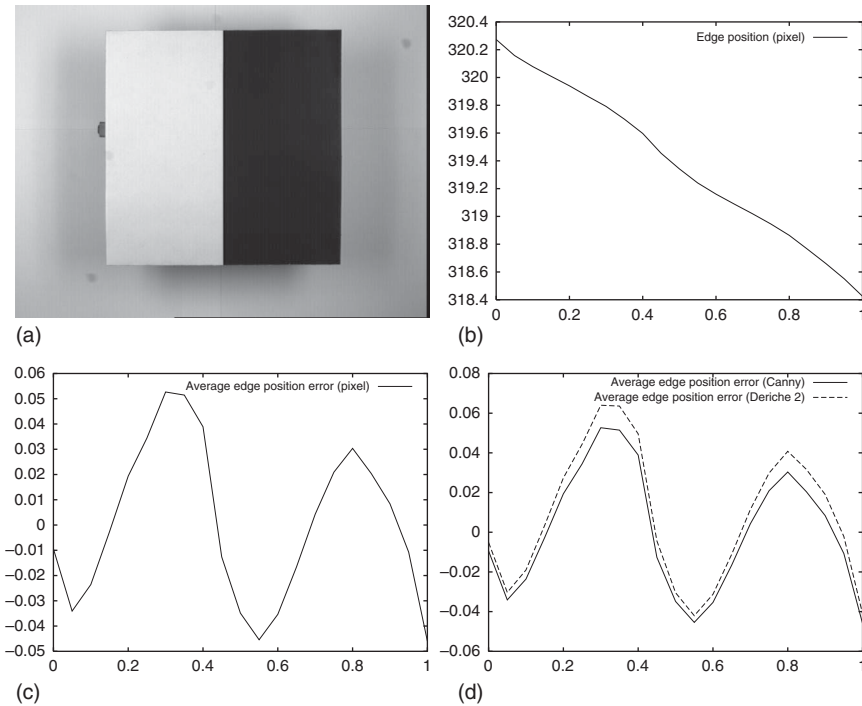 (a)
320.4
320.2
320
319.8
319.6
319.4
319.2
319
318.8
318.6
318.4
Edge position (pixel)
0 0.2 0.4 0.6 0.8 1
(b)
0.06
0.05
0.04
0.03
0.02
0.01
0
−0.01
−0.02
−0.03
−0.04
−0.05
Average edge position error (pixel)
0 0.2 0.4 0.6 0.8 1
(c)
0.08
0.06
0.04
0.02
0
−0.02
−0.04
−0.06
Average edge position error (Canny)
Average edge position error (Deriche 2)
0 0.2 0.4 0.6 0.8 1
(d)